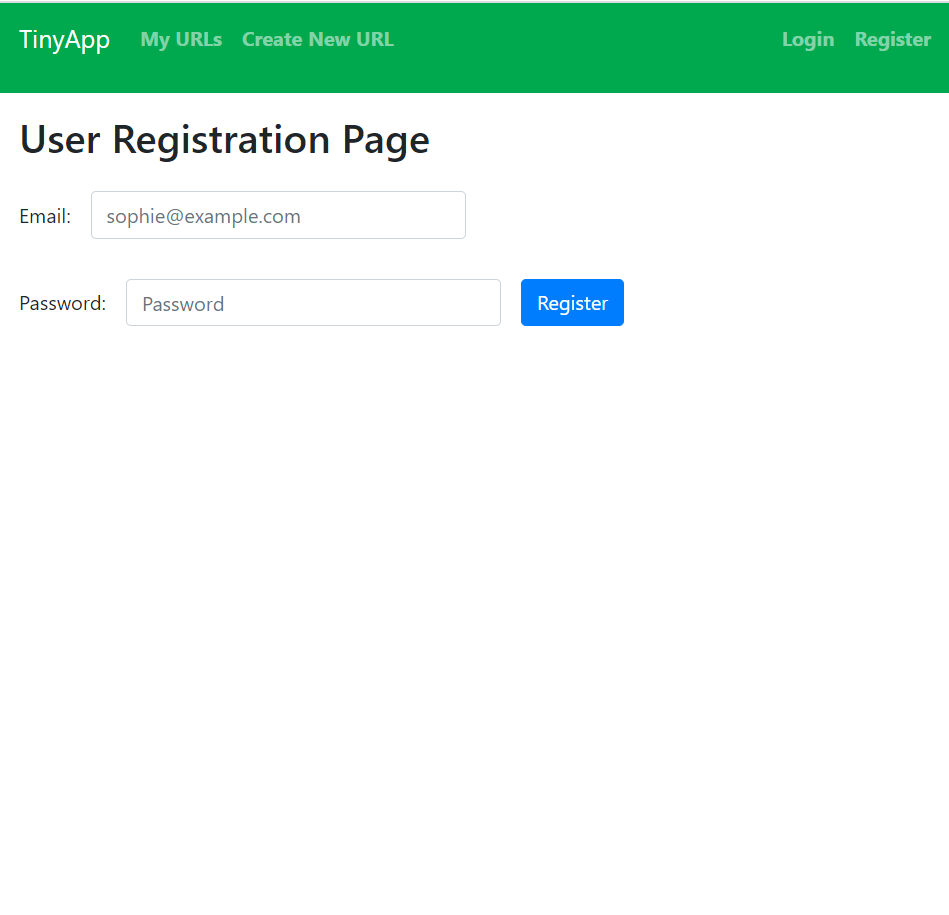 TinyApp My URLs Create New URL Login Register
User Registration Page
Email: sophie@example.com
Password: Password Register